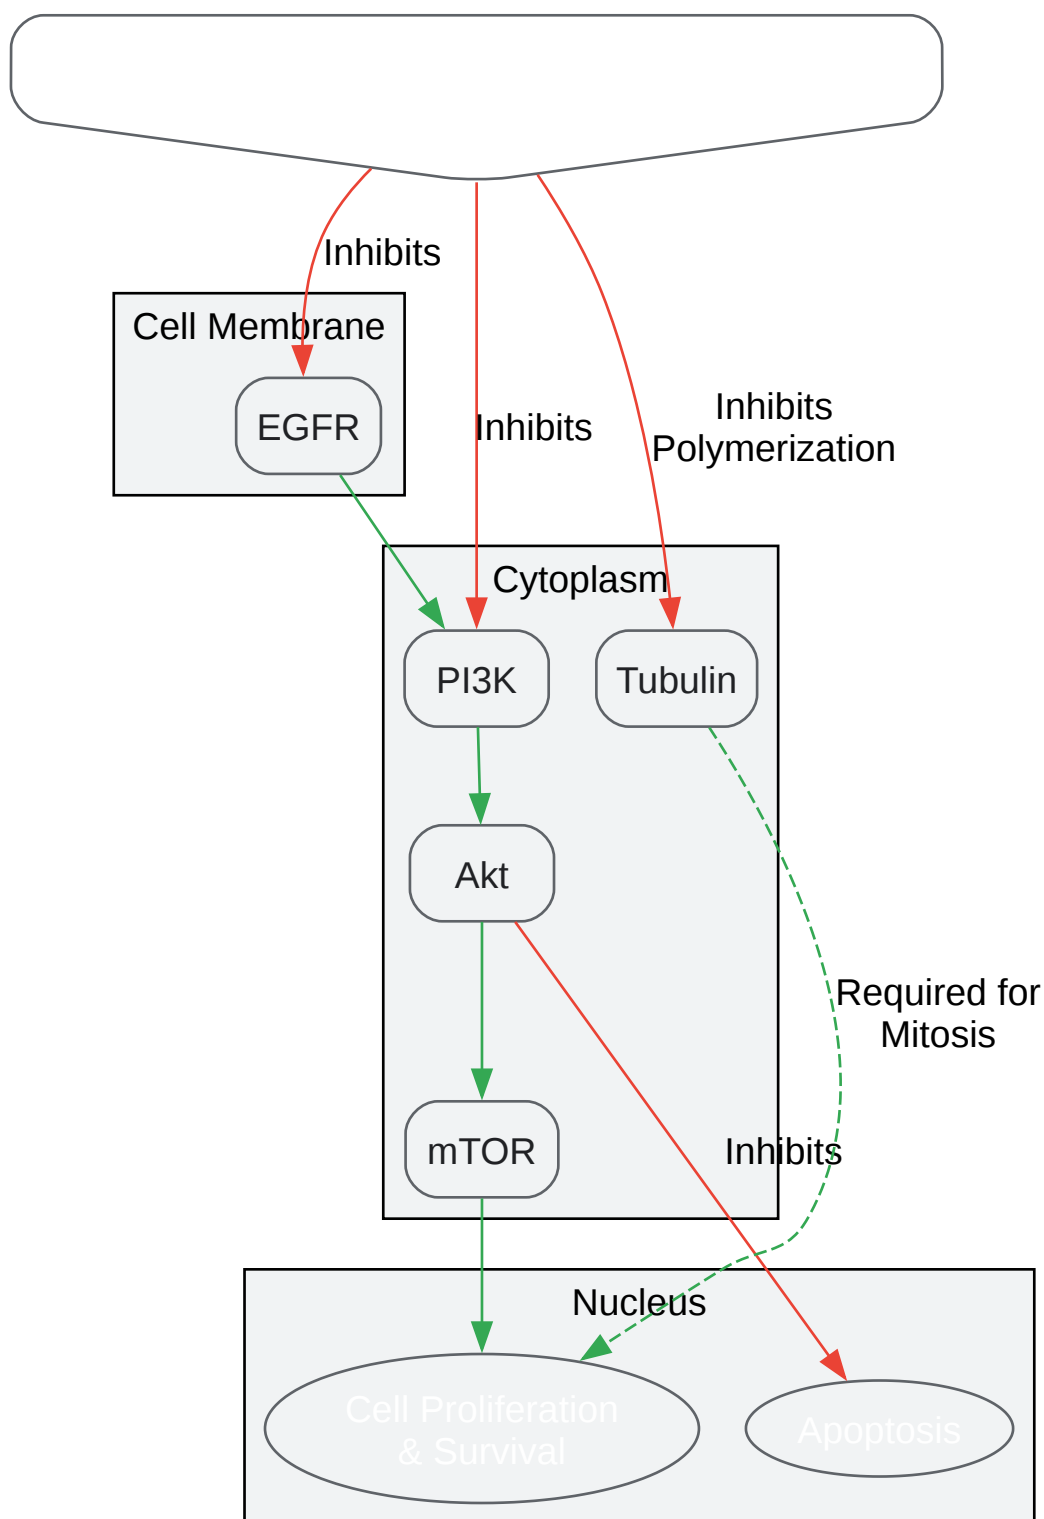 Inhibits
Cell Membrane
EGFR
Inhibits
Inhibits
Polymerization
Cytoplasm
PI3K
Tubulin
Akt
Required for
Mitosis
mTOR
Inhibits
Nucleus
Cell Proliferation
& Survival
Apoptosis